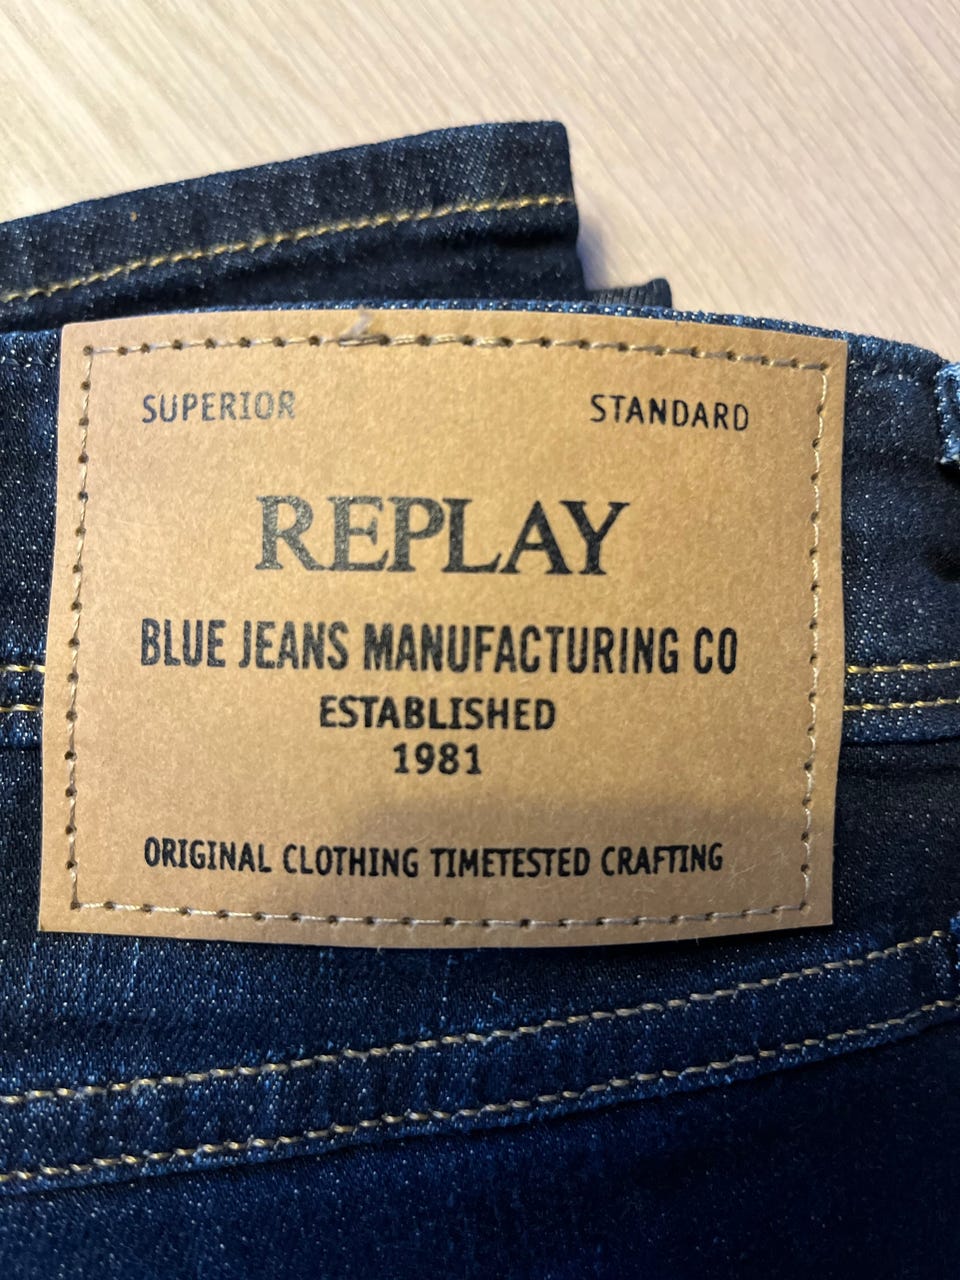 SUPERIOR STANDARD
REPLAY
BLUE JEANS MANUFACTURING CO
ESTABLISHED
1981
ORIGINAL CLOTHING TIMETESTED CRAFTING